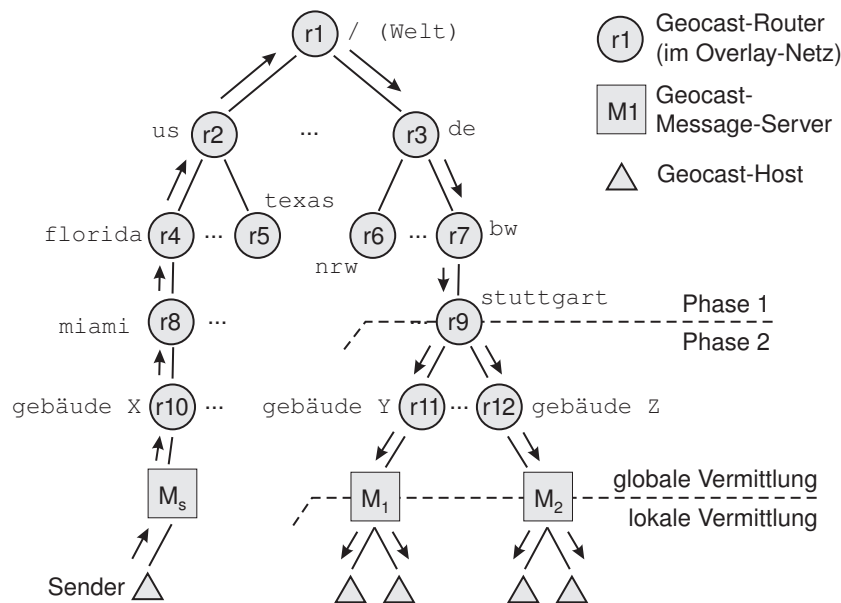 r1 / (Welt)
r1 Geocast-Router
(im Overlay-Netz)
M1 Geocast-
Message-Server
Geocast-Host
us r2 ... r3 de
texas
florida r4 ... r5 r6 ... r7 bw
nrw
stuttgart
Phase 1
miami r8 ... ... r9
Phase 2
gebäude X r10 ... gebäude Y r11 ... r12 gebäude Z
globale Vermittlung
Ms M1 M2
lokale Vermittlung
Sender